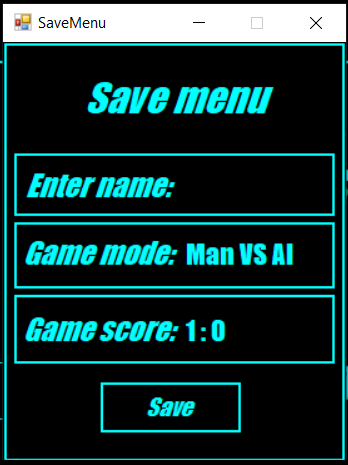 SaveMenu
Save menu
Enter name:
Game mode: Man VS AI
Game score: 1:0
Save